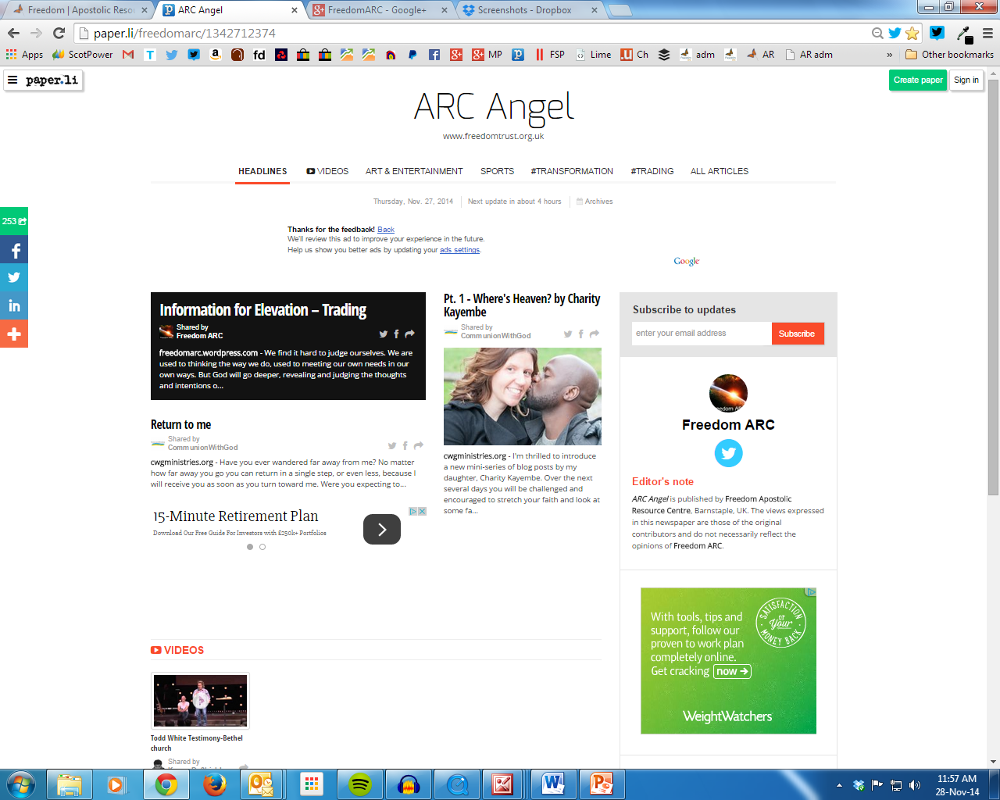 Freedom | Apostolic Reso
ARC Angel
FreedomARC - Google+
Screenshots - Dropbox
paper.li/freedomarc/1342712374
Apps
ScotPower
MP
FSP
Lime
Ch
adm
AR
AR adm
»
Other bookmarks
paper.li
Create paper
Sign in
ARC Angel
www.freedomtrust.org.uk
HEADLINES
VIDEOS
ART & ENTERTAINMENT
SPORTS
#TRANSFORMATION
#TRADING
ALL ARTICLES
Thursday, Nov. 27, 2014
Next update in about 4 hours
Archives
253
Thanks for the feedback! Back
We'll review this ad to improve your experience in the future.
Help us show you better ads by updating your ads settings.
Google
Information for Elevation – Trading
Shared by
Freedom ARC
freedomarc.wordpress.com - We find it hard to judge ourselves. We are
used to thinking the way we do, used to meeting our own needs in our
own ways. But God will go deeper, revealing and judging the thoughts
and intentions o...
Return to me
Shared by
CommunionWithGod
cwgministries.org - Have you ever wandered far away from me? No matter
how far away you go you can return in a single step, or even less, because I
will receive you as soon as you turn toward me. Were you expecting to...
15-Minute Retirement Plan
Download Our Free Guide For Investors with £250k+ Portfolios
Pt. 1 - Where's Heaven? by Charity
Kayembe
Shared by
CommunionWithGod
cwgministries.org - I'm thrilled to introduce
a new mini-series of blog posts by my
daughter, Charity Kayembe. Over the next
several days you will be challenged and
encouraged to stretch your faith and look at
some fa...
Subscribe to updates
enter your email address
Subscribe
Freedom ARC
Editor's note
ARC Angel is published by Freedom Apostolic
Resource Centre, Barnstaple, UK. The views expressed
in this newspaper are those of the original
contributors and do not necessarily reflect the
opinions of Freedom ARC.
With tools, tips and
support, follow our
proven to work plan
completely online.
Get cracking now →
SATISFACTION
or
Your
MONEY BACK
WeightWatchers
VIDEOS
Todd White Testimony-Bethel
church
Shared by
11:57 AM
28-Nov-14